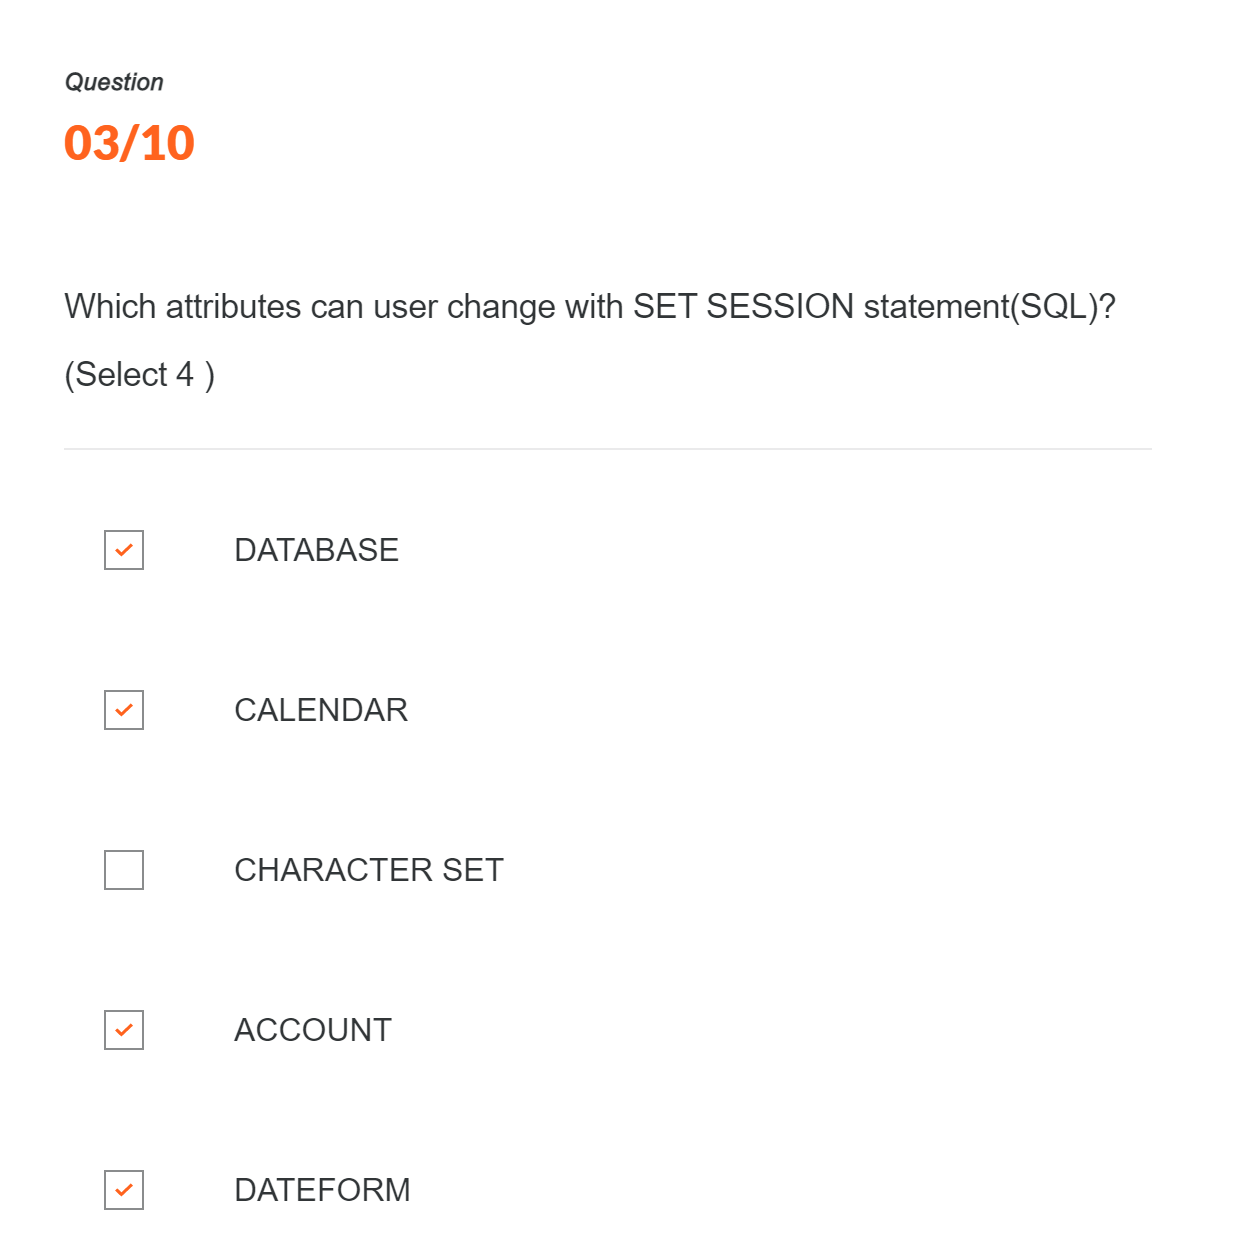 Question
03/10
Which attributes can user change with SET SESSION statement(SQL)?
(Select 4 )
DATABASE
CALENDAR
CHARACTER SET
ACCOUNT
DATEFORM